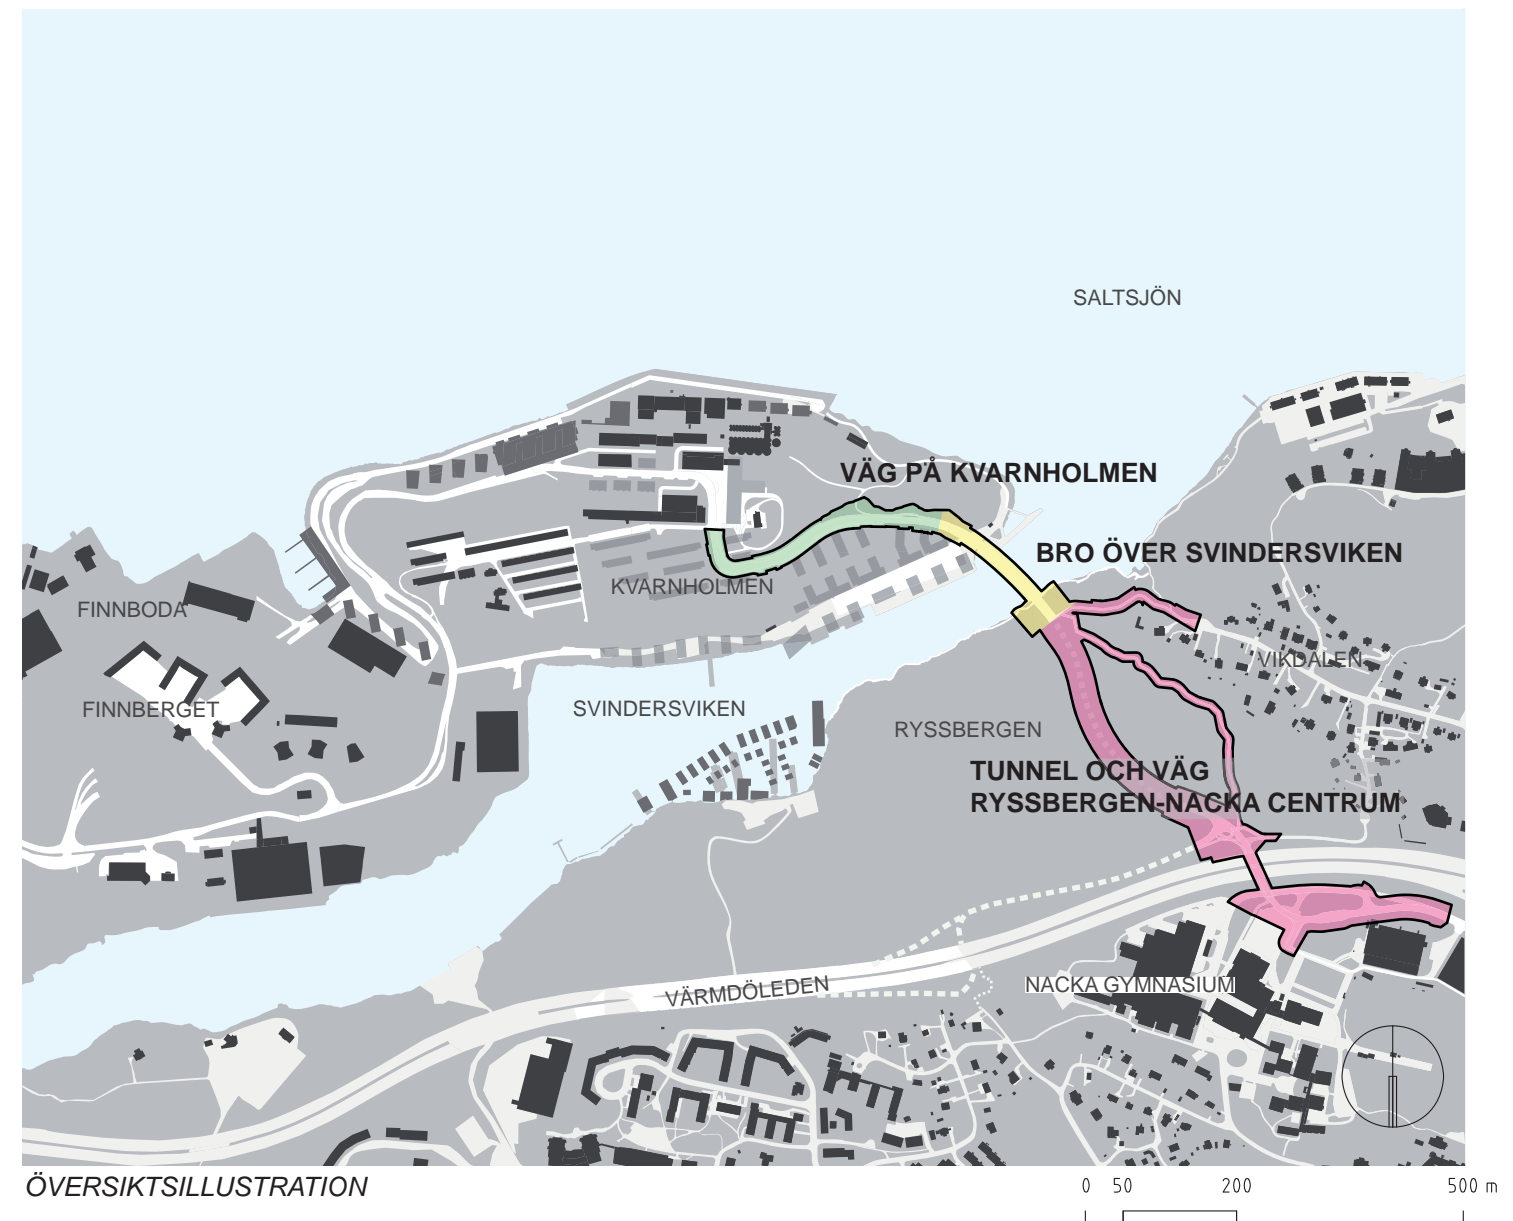 SALTSJÖN
VÄG PÅ KVARNHOLMEN
BRO ÖVER SVINDERSVIKEN
KVARNHOLMEN
FINNBODA
VIKDALEN
FINNBERGET
SVINDERSVIKEN
RYSSBERGEN
TUNNEL OCH VÄG
RYSSBERGEN-NACKA CENTRUM
VÄRMDÖLEDEN
NACKA GYMNASIUM
ÖVERSIKTSILLUSTRATION
0 50 200 500 m